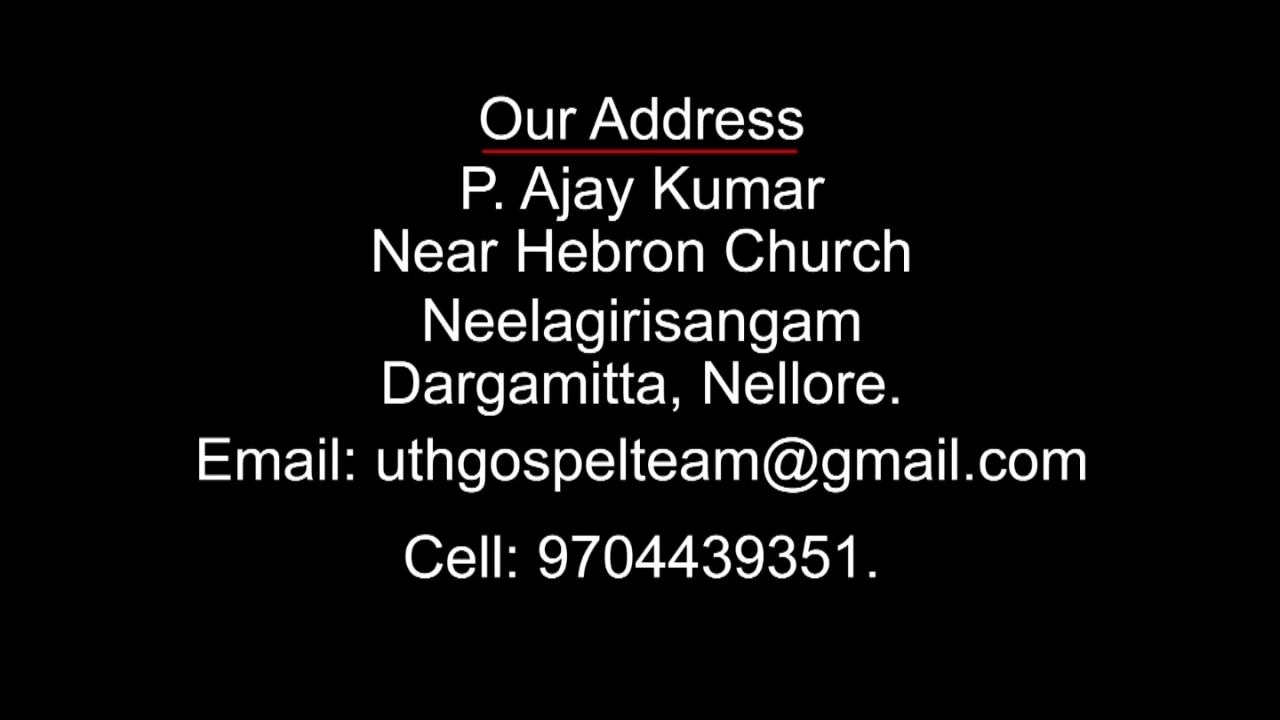 Our Address
P. Ajay Kumar
Near Hebron Church
Neelagirisangam
Dargamitta, Nellore.
Email: uthgospelteam@gmail.com
Cell: 9704439351.